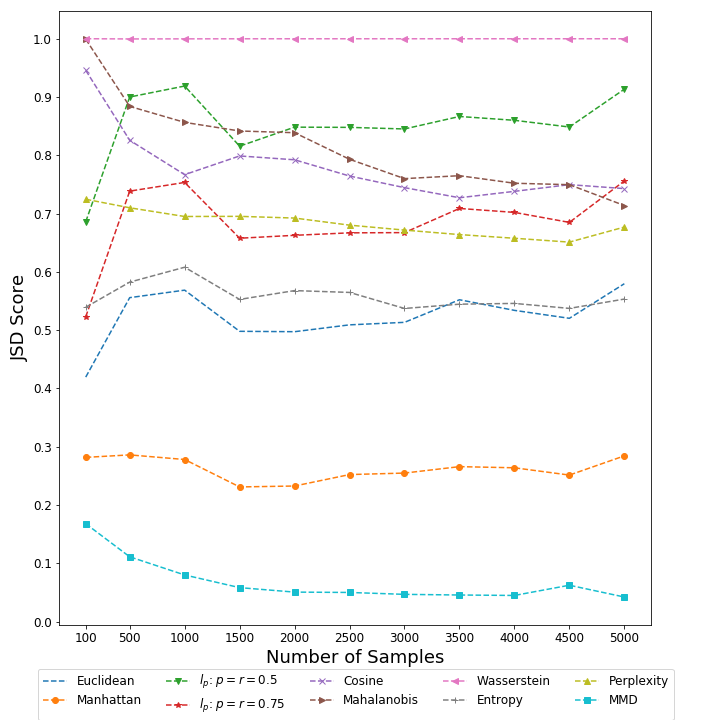 1.0
0.9
0.8
0.7
0.6
0.5
0.4
0.3
0.2
0.1
0.0
JSD Score
100 500 1000 1500 2000 2500 3000 3500 4000 4500 5000
Number of Samples
Euclidean
Manhattan
$l_p$: $p = r = 0.5$
$l_p$: $p = r = 0.75$
Cosine
Mahalanobis
Wasserstein
Entropy
Perplexity
MMD